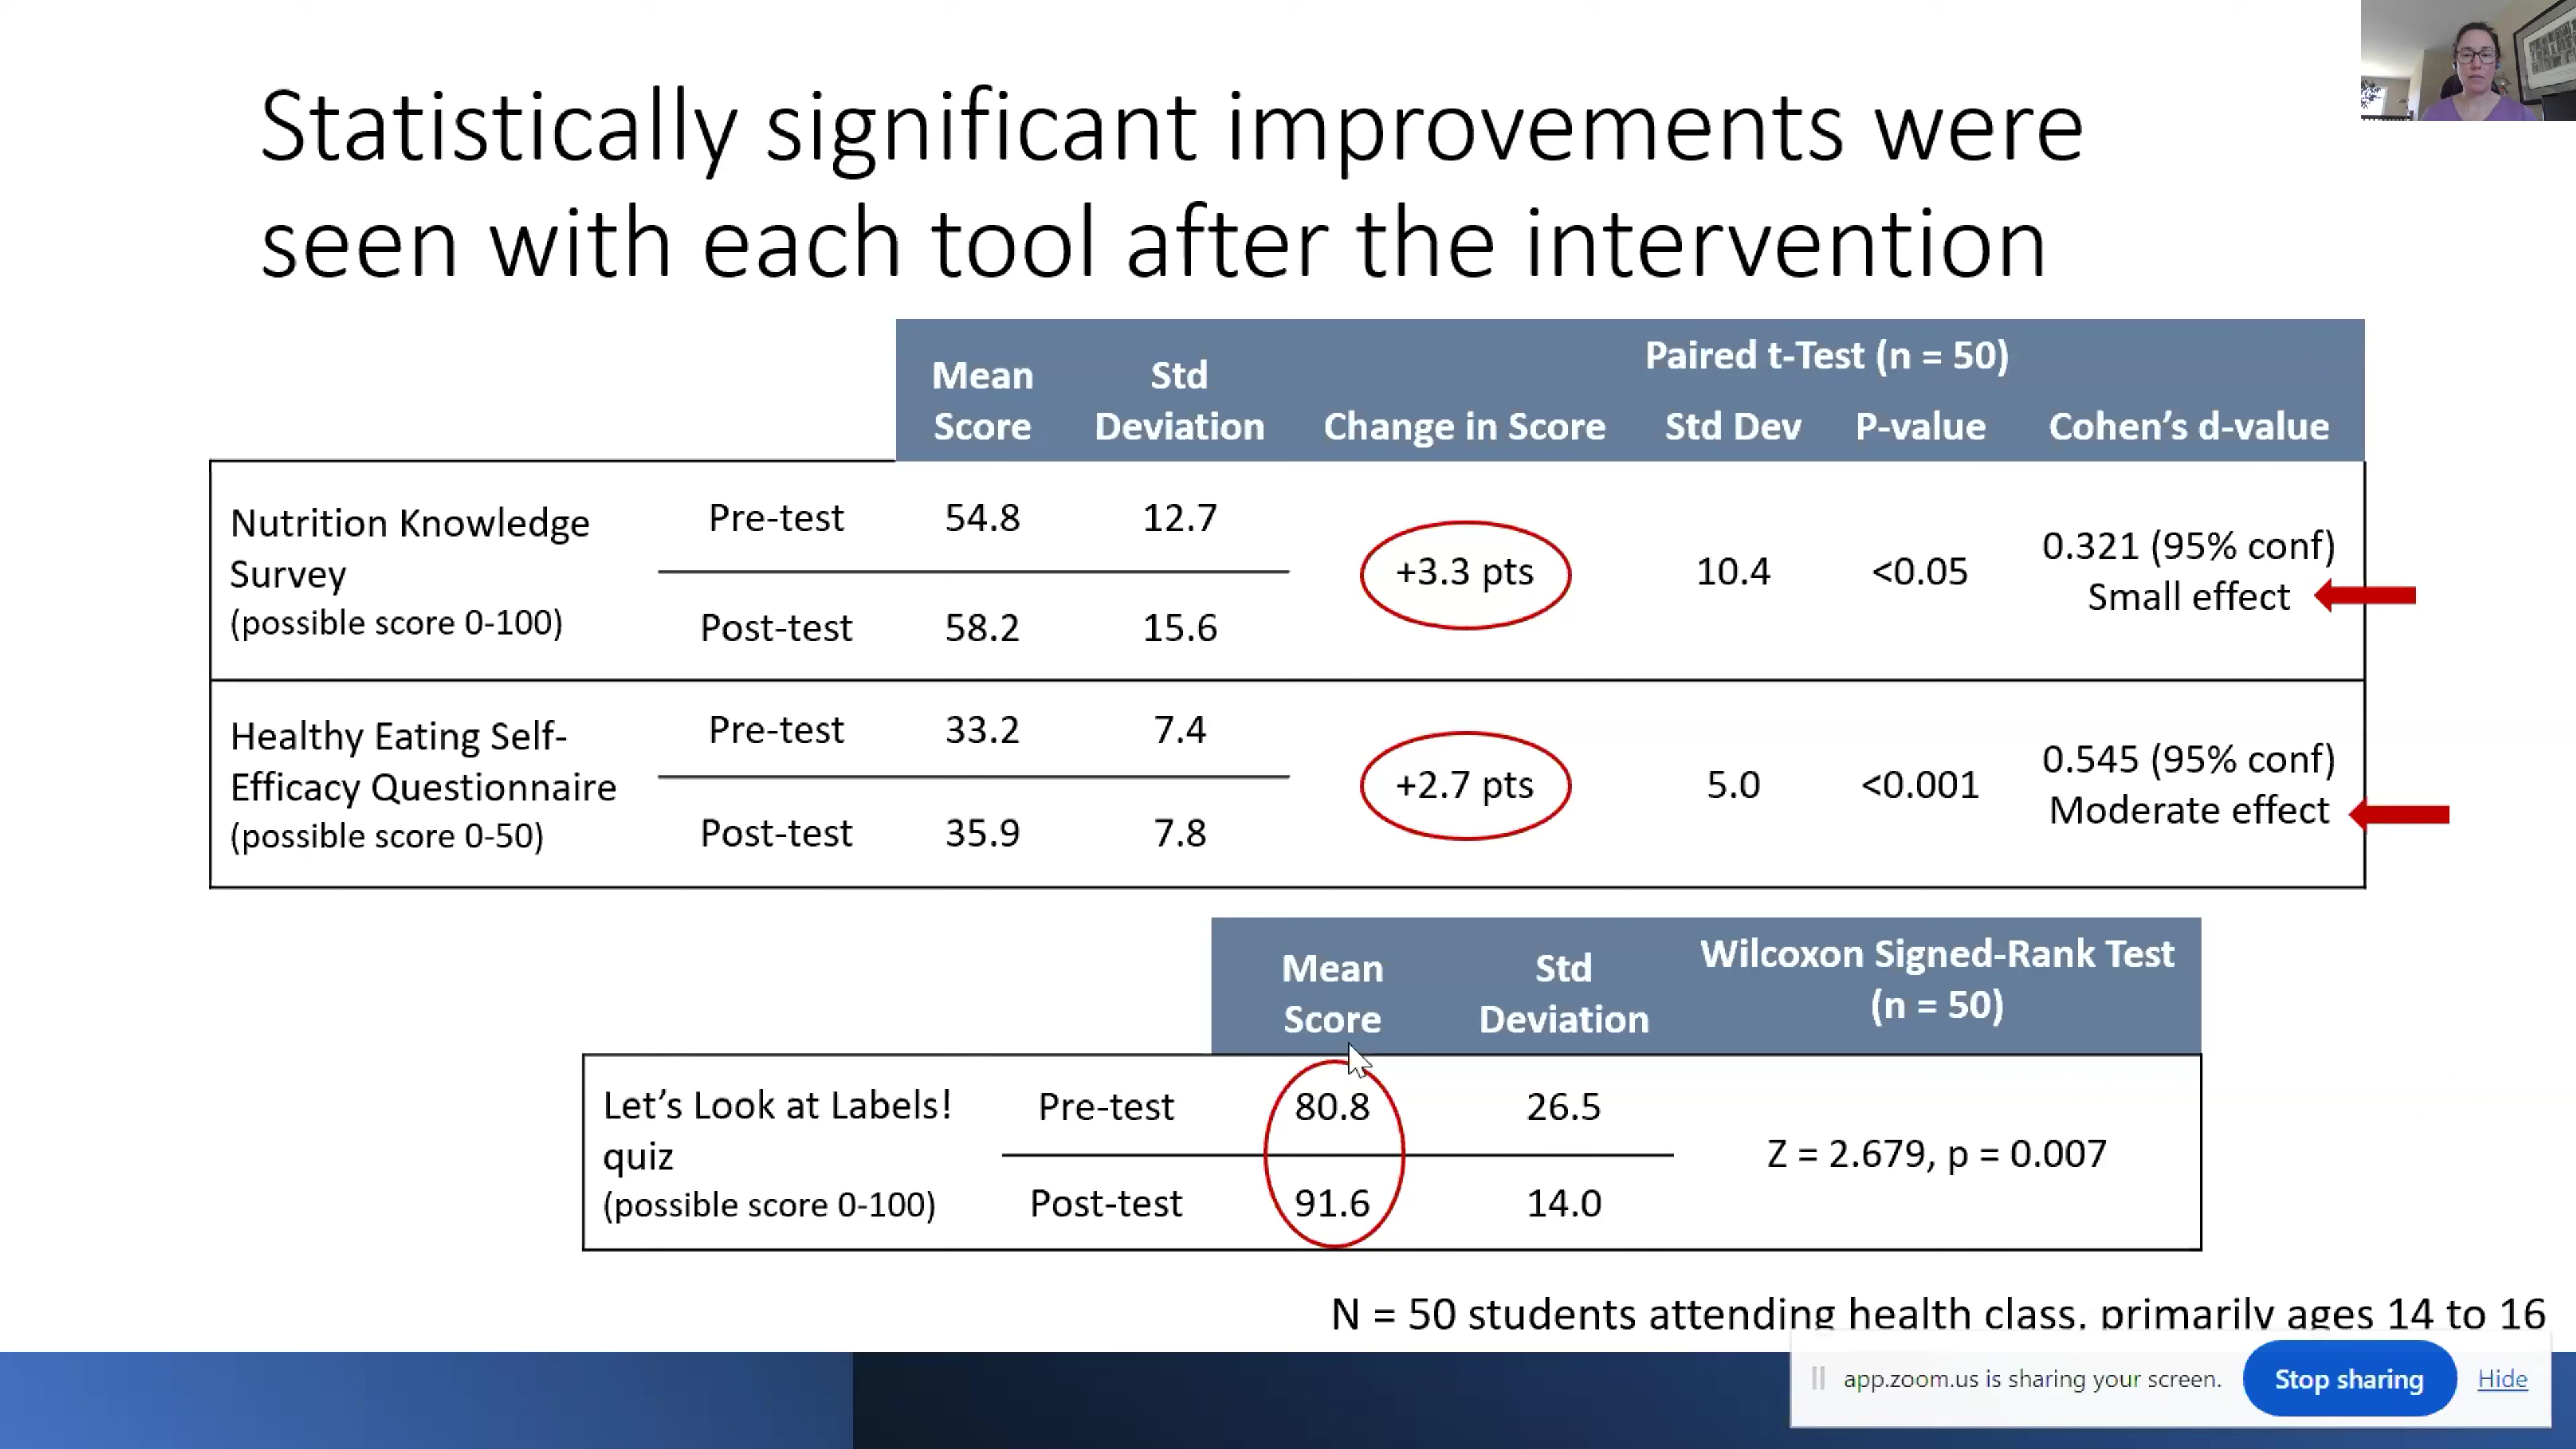 Statistically significant improvements were
seen with each tool after the intervention
Mean Score
Std Deviation
Paired t-Test (n = 50)
Change in Score
Std Dev
P-value
Cohen's d-value
Nutrition Knowledge
Survey
(possible score 0-100)
Pre-test
54.8
12.7
Post-test
58.2
15.6
+3.3 pts
10.4
<0.05
0.321 (95% conf)
Small effect
Healthy Eating Self-
Efficacy Questionnaire
(possible score 0-50)
Pre-test
33.2
7.4
Post-test
35.9
7.8
+2.7 pts
5.0
<0.001
0.545 (95% conf)
Moderate effect
Mean
Score
Std
Deviation
Wilcoxon Signed-Rank Test
(n = 50)
Let's Look at Labels!
quiz
(possible score 0-100)
Pre-test
80.8
26.5
Post-test
91.6
14.0
Z = 2.679, p = 0.007
N = 50 students attending health class, primarily ages 14 to 16
app.zoom.us is sharing your screen.
Stop sharing
Hide